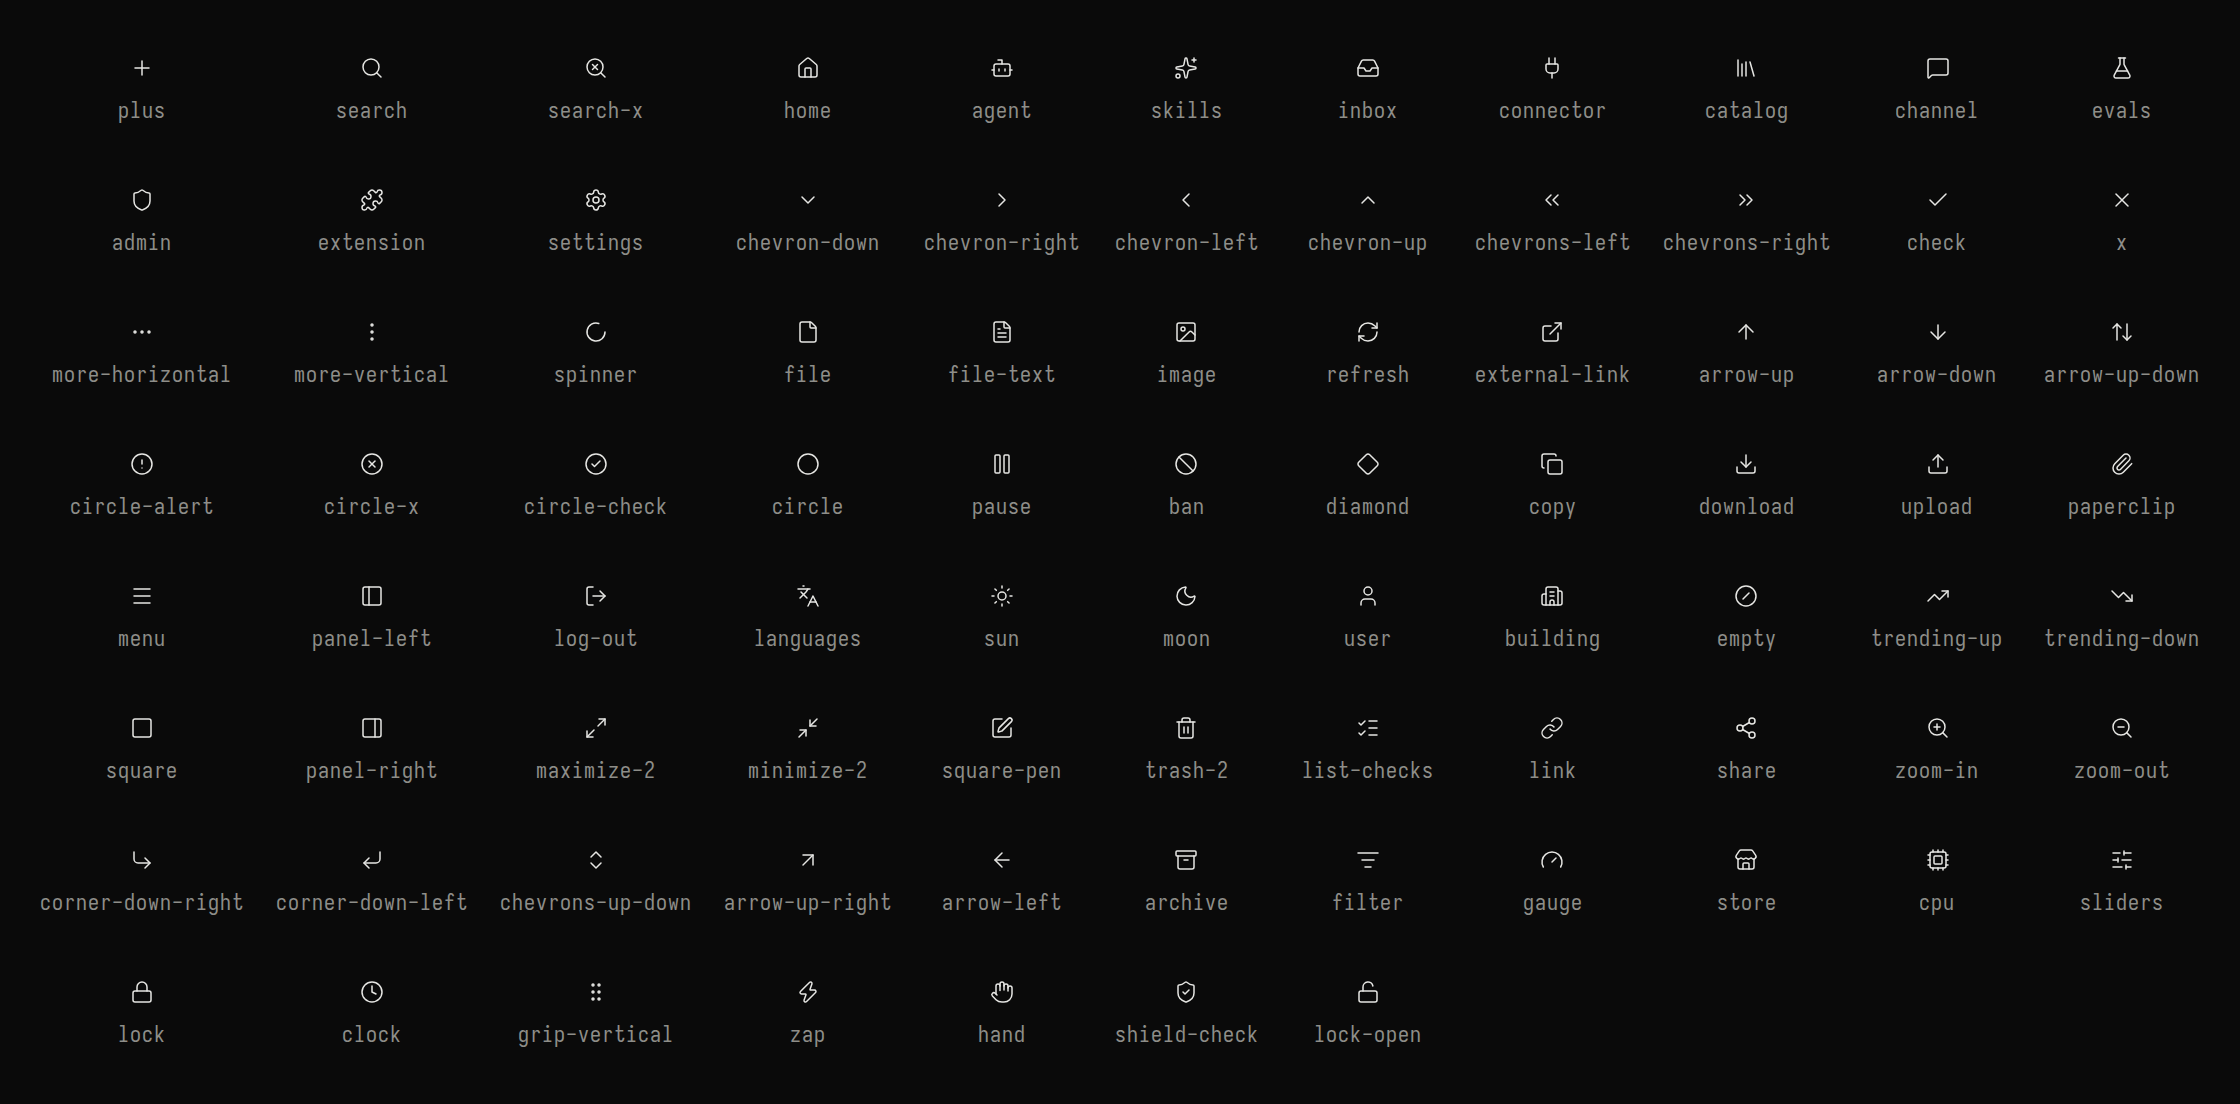 plus search search-x home agent skills inbox connector catalog channel evals
admin extension settings chevron-down chevron-right chevron-left chevron-up chevrons-left chevrons-right check x
more-horizontal more-vertical spinner file file-text image refresh external-link arrow-up arrow-down arrow-up-down
circle-alert circle-x circle-check circle pause ban diamond copy download upload paperclip
menu panel-left log-out languages sun moon user building empty trending-up trending-down
square panel-right maximize-2 minimize-2 square-pen trash-2 list-checks link share zoom-in zoom-out
corner-down-right corner-down-left chevrons-up-down arrow-up-right arrow-left archive filter gauge store cpu sliders
lock clock grip-vertical zap hand shield-check lock-open